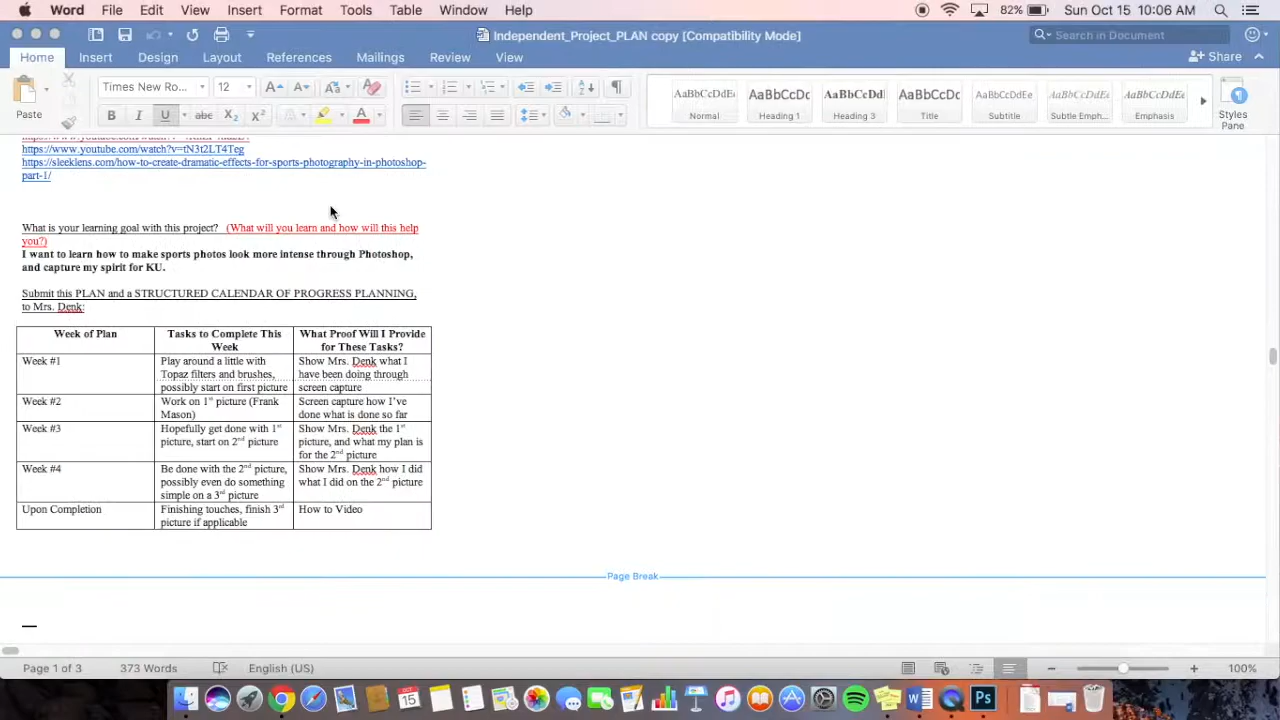 Word File Edit View Insert Format Tools Table Window Help 82% Sun Oct 15 10:06 AM
Independent_Project_PLAN copy [Compatibility Mode] Search in Document
Home Insert Design Layout References Mailings Review View Share
Paste Times New Ro... 12 AaBbCcDdEe AaBbCcDc AaBbCcDdl AaBbCcDd AaBbCcDdEe AaBbCcDdEe AaBbCcDdEe
B I U abc X₂ X² A Normal Heading 1 Heading 3 Title Subtitle Subtle Emph... Emphasis Styles Pane
https://www.youtube.com/watch?v=tN3t2LT4Teg
https://sleeklens.com/how-to-create-dramatic-effects-for-sports-photography-in-photoshop-
part-1/
What is your learning goal with this project? (What will you learn and how will this help
you?)
I want to learn how to make sports photos look more intense through Photoshop,
and capture my spirit for KU.
Submit this PLAN and a STRUCTURED CALENDAR OF PROGRESS PLANNING,
to Mrs. Denk:
Week of Plan
Tasks to Complete This
Week
What Proof Will I Provide
for These Tasks?
Week #1
Play around a little with
Topaz filters and brushes,
possibly start on first picture
Show Mrs. Denk what I
have been doing through
screen capture
Week #2
Work on 1st picture (Frank
Mason)
Screen capture how I've
done what is done so far
Week #3
Hopefully get done with 1st
picture, start on 2nd picture
Show Mrs. Denk the 1st
picture, and what my plan is
for the 2nd picture
Week #4
Be done with the 2nd picture,
possibly even do something
simple on a 3rd picture
Show Mrs. Denk how I did
what I did on the 2nd picture
Upon Completion
Finishing touches, finish 3rd
picture if applicable
How to Video
Page Break
Page 1 of 3 373 Words English (US) 100%
OCT
15
Ps